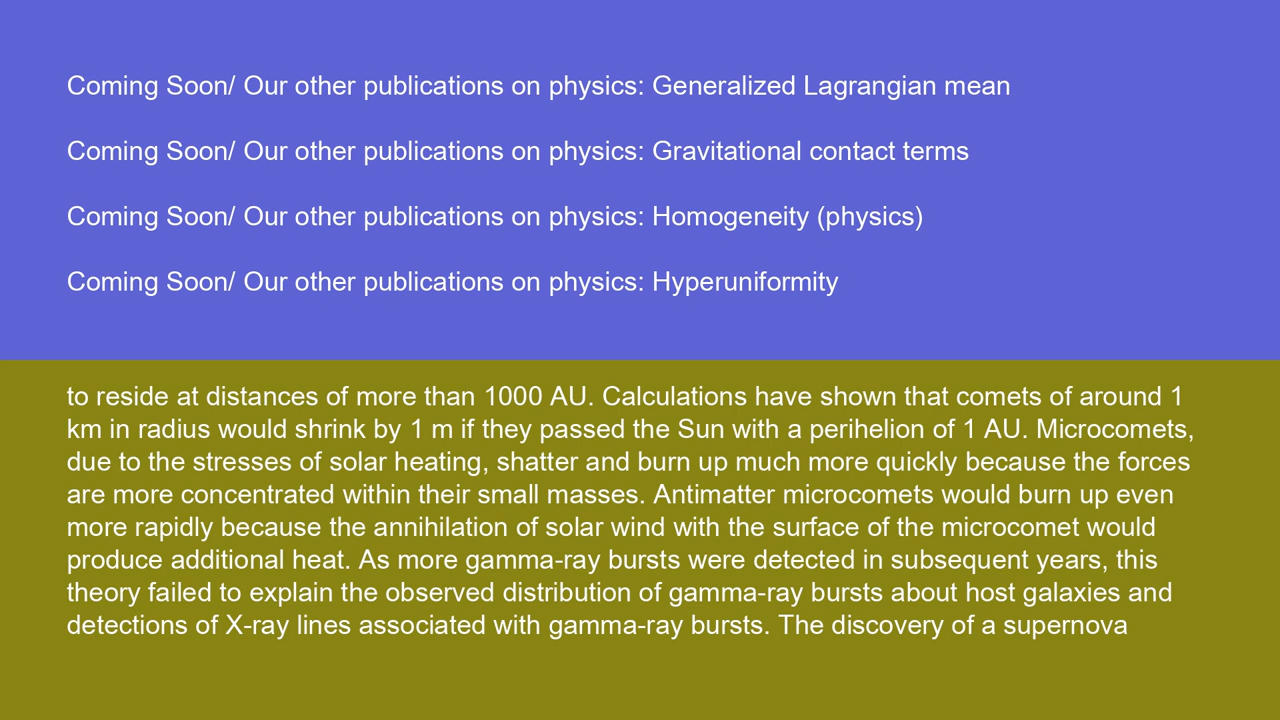 Coming Soon/ Our other publications on physics: Generalized Lagrangian mean
Coming Soon/ Our other publications on physics: Gravitational contact terms
Coming Soon/ Our other publications on physics: Homogeneity (physics)
Coming Soon/ Our other publications on physics: Hyperuniformity
to reside at distances of more than 1000 AU. Calculations have shown that comets of around 1
km in radius would shrink by 1 m if they passed the Sun with a perihelion of 1 AU. Microcomets,
due to the stresses of solar heating, shatter and burn up much more quickly because the forces
are more concentrated within their small masses. Antimatter microcomets would burn up even
more rapidly because the annihilation of solar wind with the surface of the microcomet would
produce additional heat. As more gamma-ray bursts were detected in subsequent years, this
theory failed to explain the observed distribution of gamma-ray bursts about host galaxies and
detections of X-ray lines associated with gamma-ray bursts. The discovery of a supernova